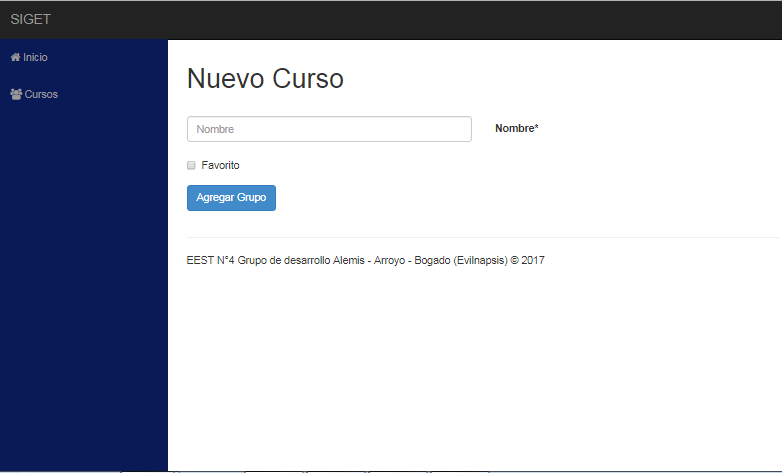 SIGET
Inicio
Cursos
Nuevo Curso
Nombre
Nombre*
Favorito
Agregar Grupo
EEST N°4 Grupo de desarrollo Alemis - Arroyo - Bogado (Evilnapsis) © 2017